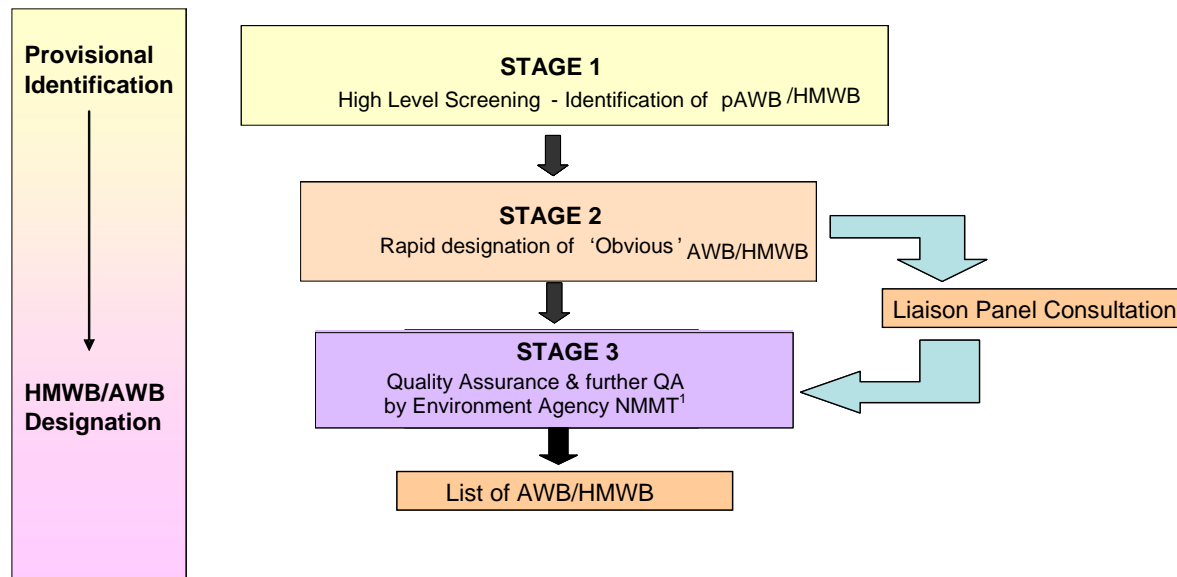 Provisional
Identification
HMWB/AWB
Designation
STAGE 1
High Level Screening - Identification of pAWB/HMWB
STAGE 2
Rapid designation of ‘Obvious’ AWB/HMWB
Liaison Panel Consultation
STAGE 3
Quality Assurance & further QA
by Environment Agency NMMT¹
List of AWB/HMWB